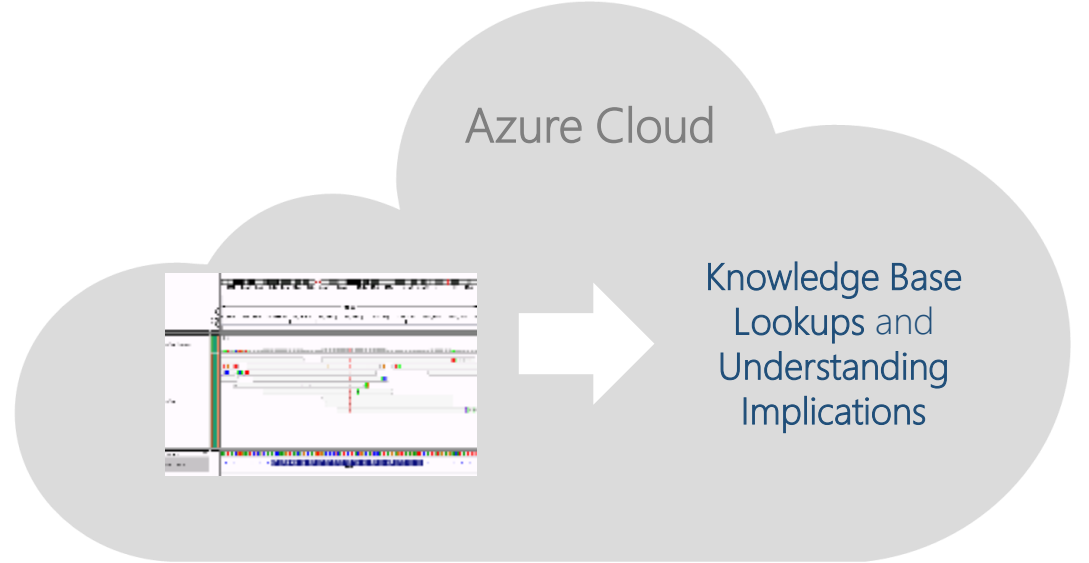 Azure Cloud
Knowledge Base
Lookups and
Understanding
Implications